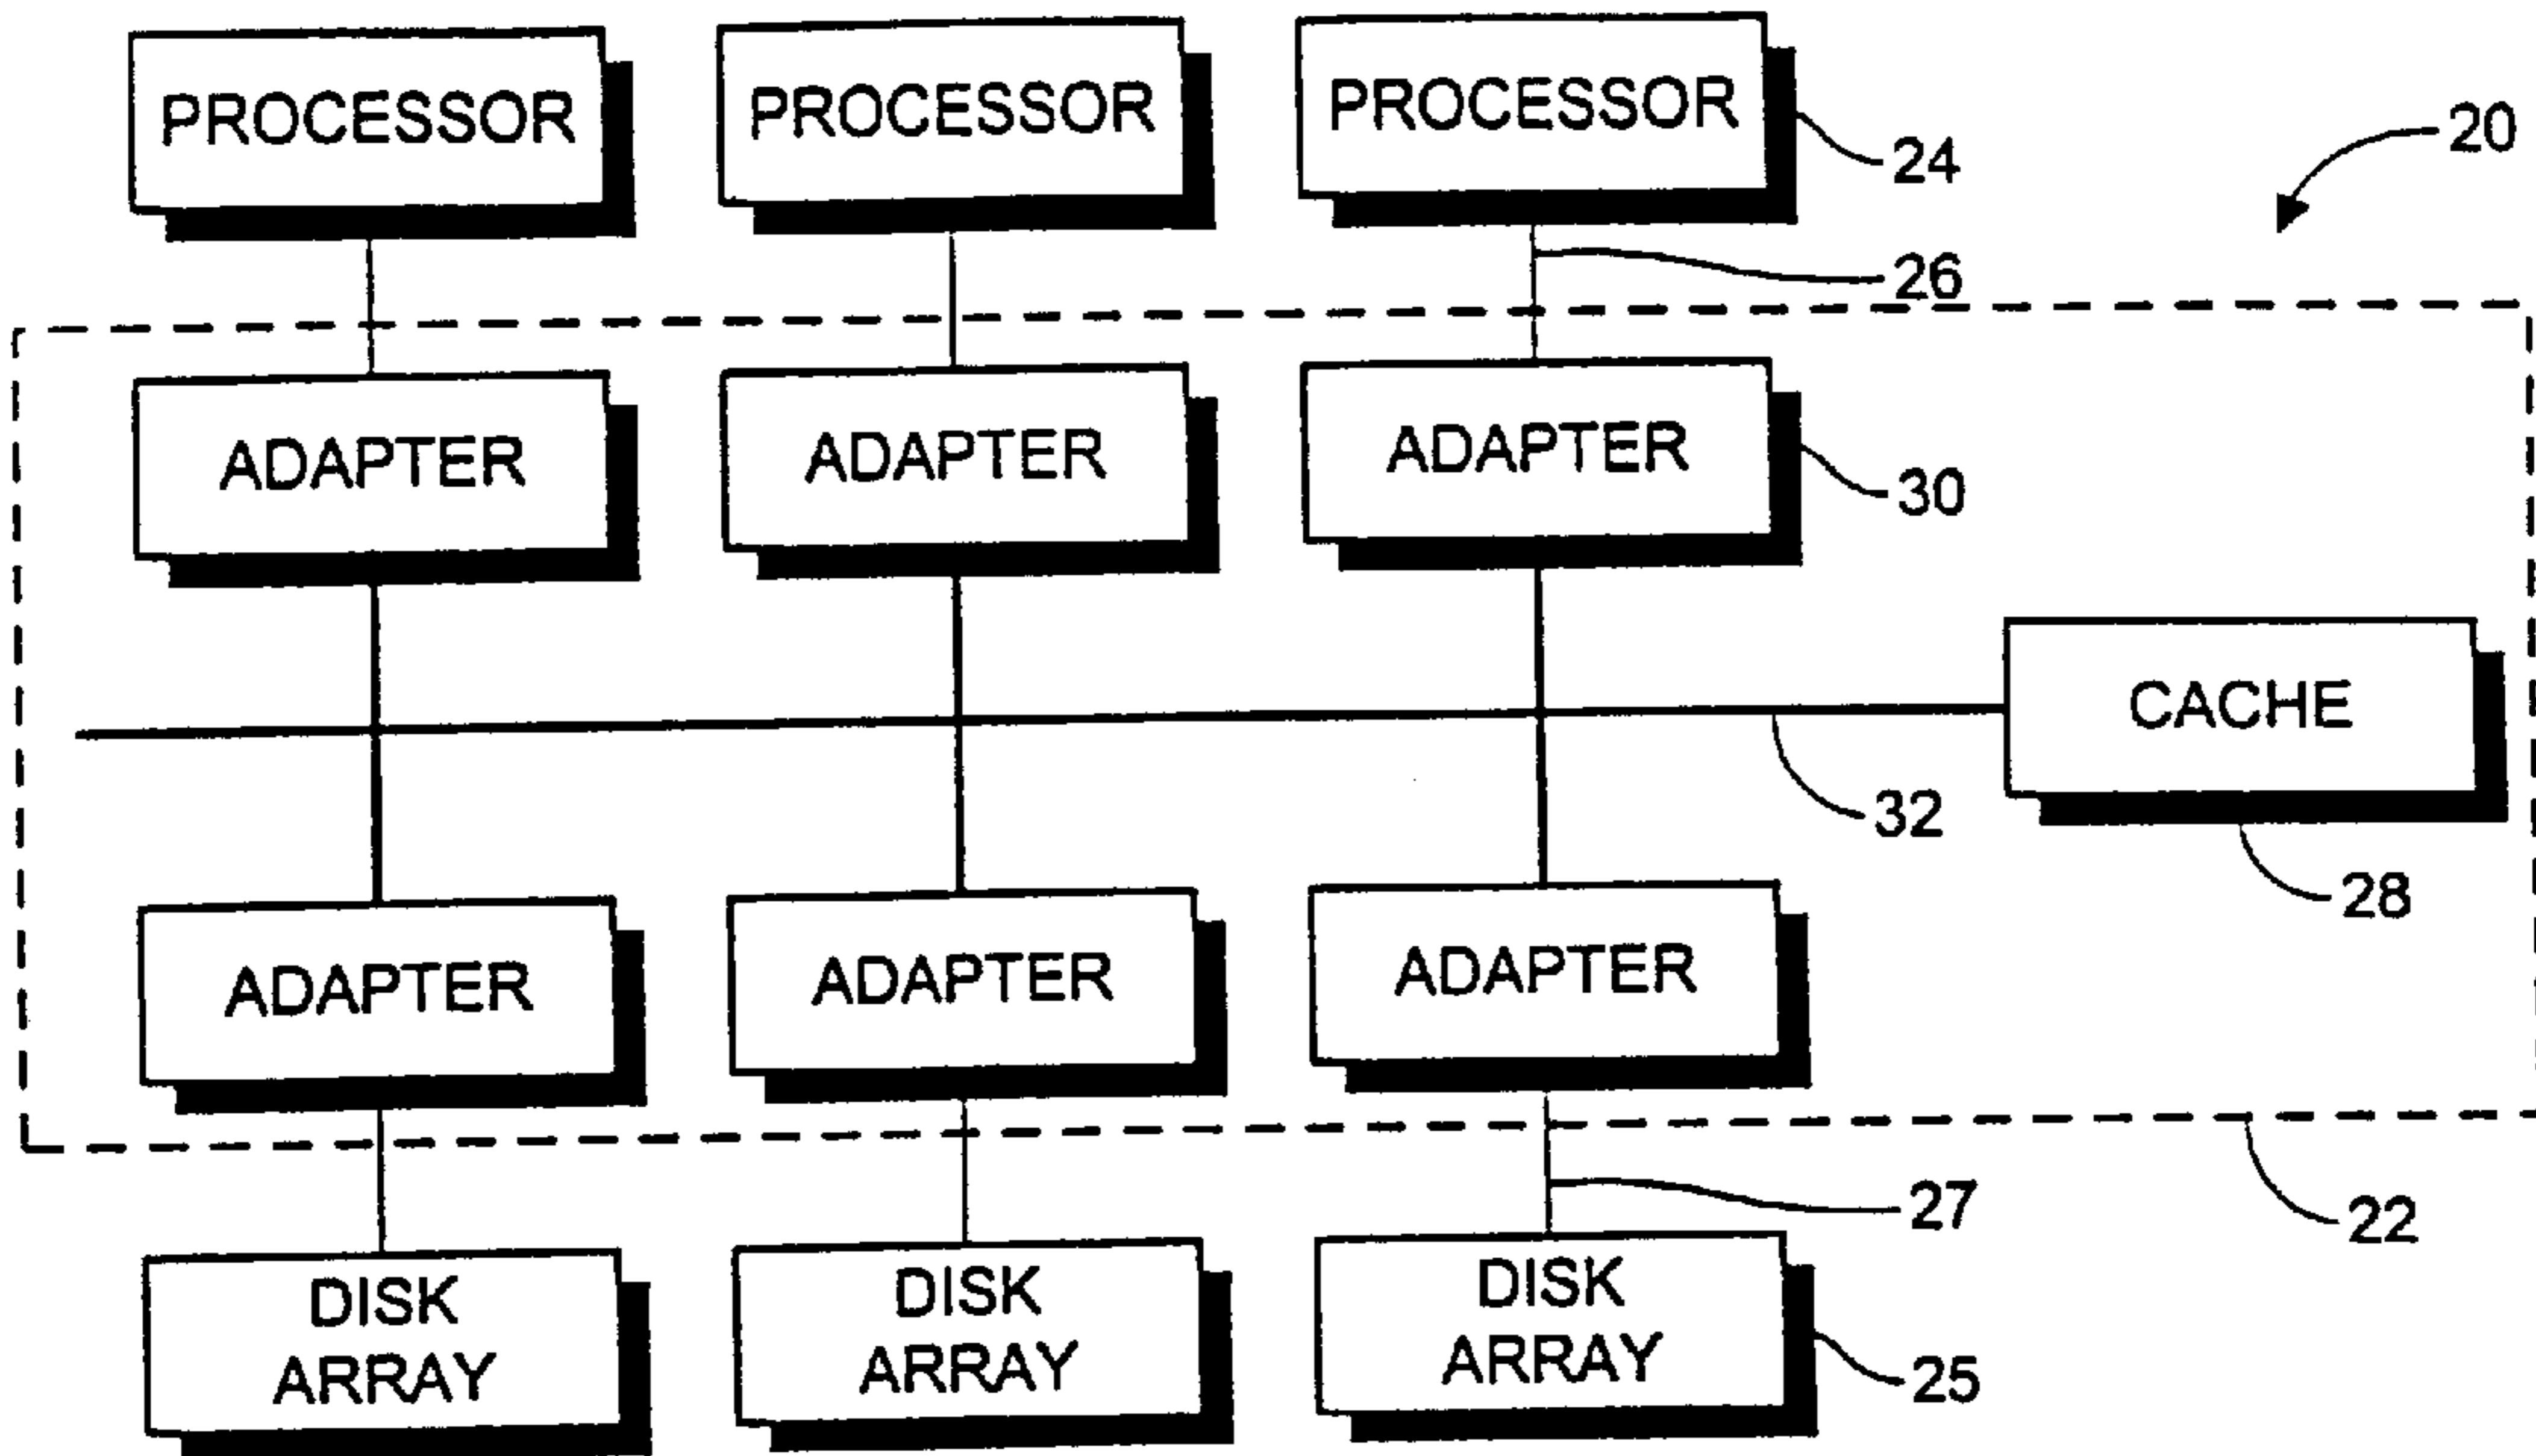 PROCESSOR PROCESSOR PROCESSOR
24
20
26
ADAPTER ADAPTER ADAPTER
30
CACHE
32
28
ADAPTER ADAPTER ADAPTER
27
22
DISK DISK DISK
ARRAY ARRAY ARRAY
25